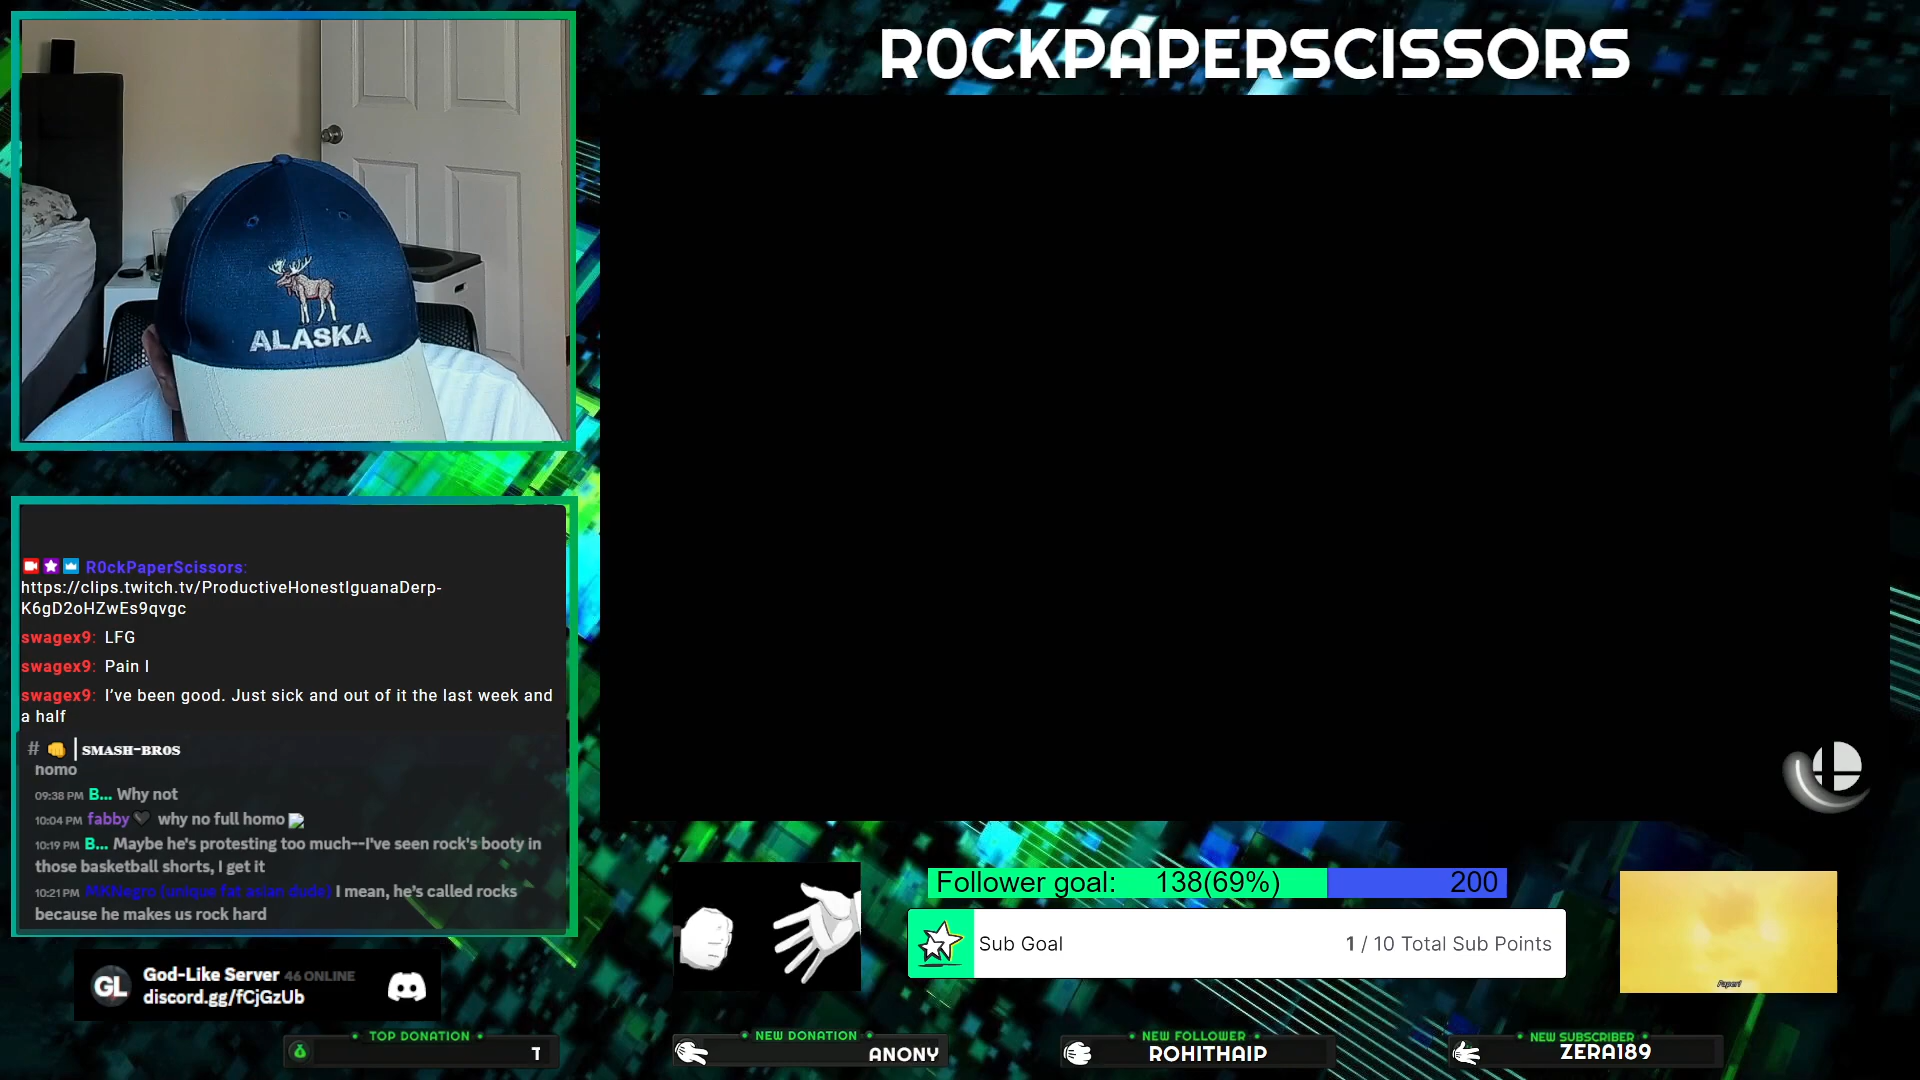 R0CKPAPERSCISSORS
ALASKA
R0ckPaperScissors:
https://clips.twitch.tv/ProductiveHonestIguanaDerp-
K6gD2oHZwEs9qvgc
swagex9: LFG
swagex9: Pain I
swagex9: I’ve been good. Just sick and out of it the last week and
a half
# 👊 | SMASH-BROS
homo
09:38 PM B... Why not
10:04 PM fabby🖤 why no full homo
10:19 PM B... Maybe he's protesting too much--I've seen rock's booty in
those basketball shorts, I get it
10:21 PM MKNegro (unique fat asian dude) I mean, he’s called rocks
because he makes us rock hard
Follower goal: 138(69%) 200
Sub Goal 1 / 10 Total Sub Points
Paper!
GL God-Like Server 46 ONLINE
discord.gg/fCjGzUb
TOP DONATION
T
NEW DONATION
ANONY
NEW FOLLOWER
ROHITHAIP
NEW SUBSCRIBER
ZERA189